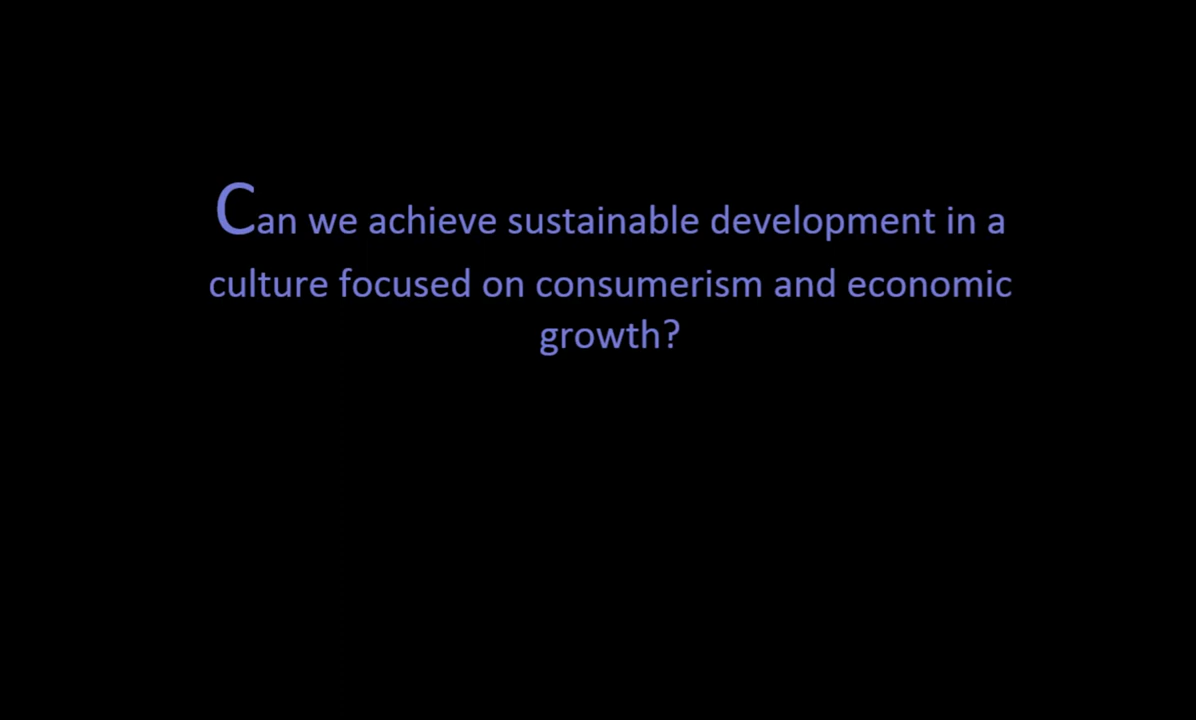 Can we achieve sustainable development in a
culture focused on consumerism and economic
growth?